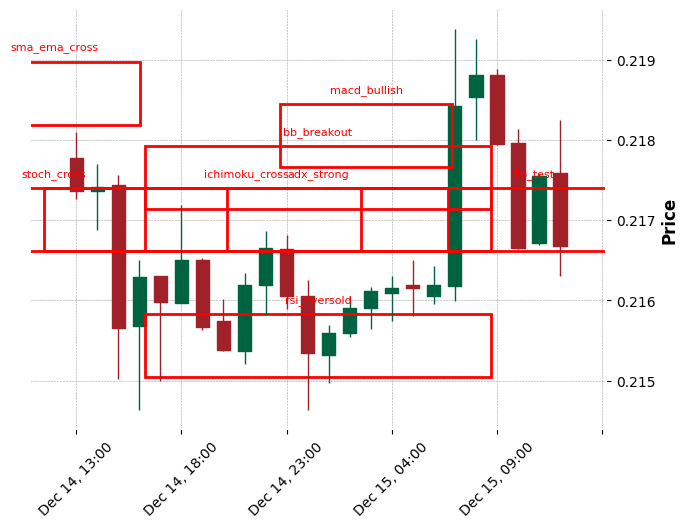 sma_ema_cross
0.219
macd_bullish
bb_breakout
0.218
stoch_cross
ichimoku_cross
adx_strong
0.217
Price
0.216
rsi_oversold
0.215
Dec 14, 13:00
Dec 14, 18:00
Dec 14, 23:00
Dec 15, 04:00
Dec 15, 09:00